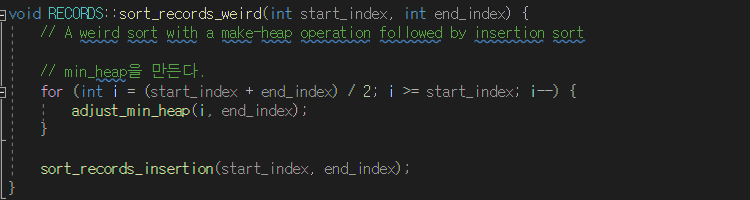 void RECORDS::sort_records_weird(int start_index, int end_index) {
// A weird sort with a make-heap operation followed by insertion sort
// min_heap을 만든다.
for (int i = (start_index + end_index) / 2; i >= start_index; i--) {
adjust_min_heap(i, end_index);
}
sort_records_insertion(start_index, end_index);
}